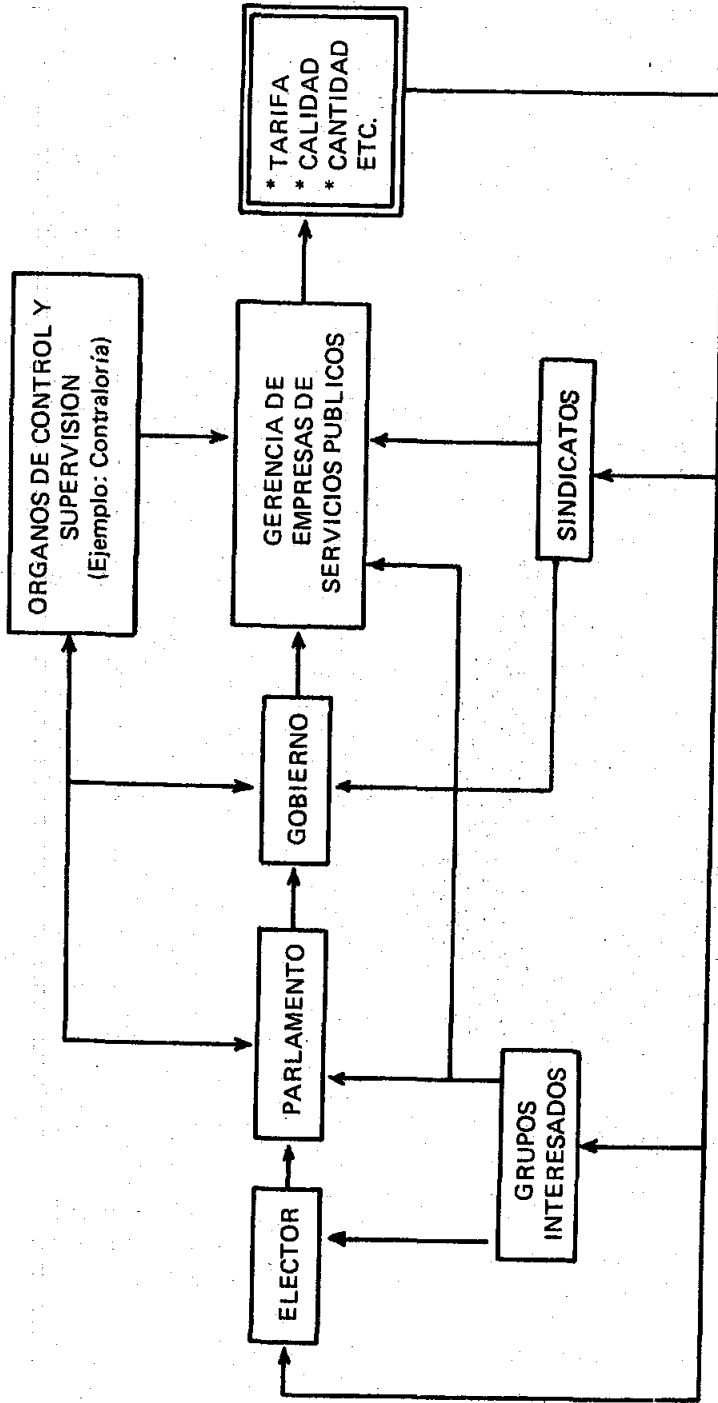 ORGANOS DE CONTROL Y
SUPERVISION
(Ejemplo: Contraloría)
ELECTOR
PARLAMENTO
GOBIERNO
GERENCIA DE
EMPRESAS DE
SERVICIOS PUBLICOS
* TARIFA
* CALIDAD
* CANTIDAD
ETC.
GRUPOS
INTERESADOS
SINDICATOS